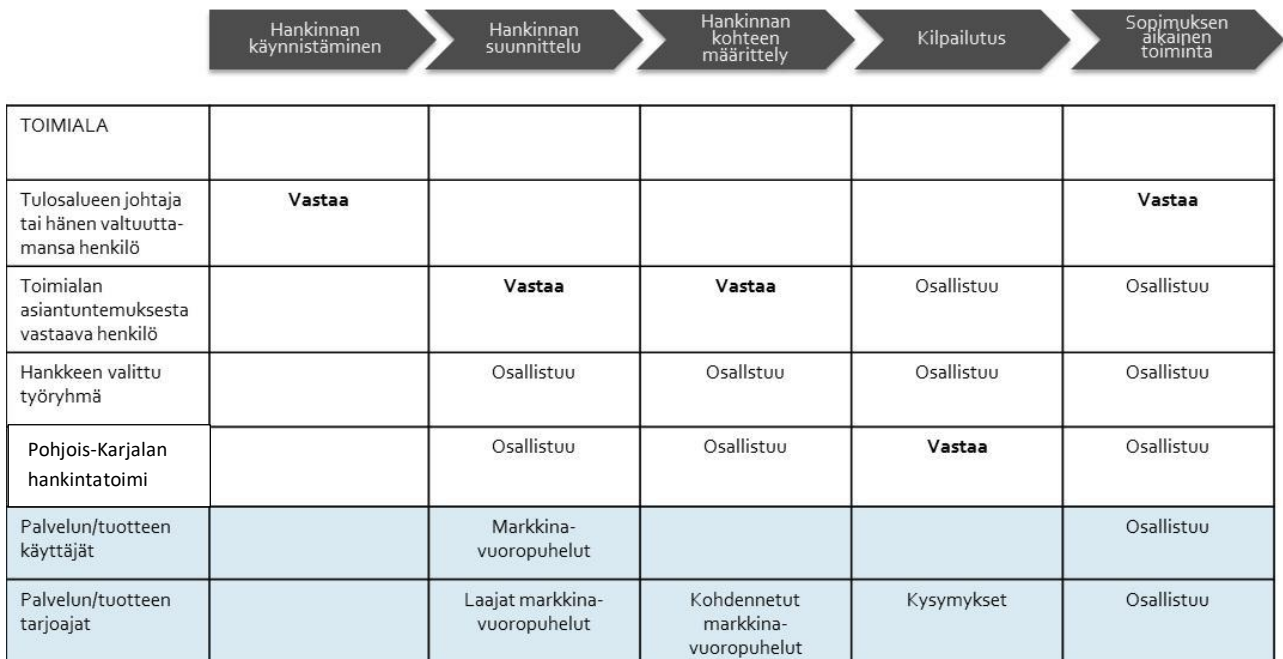 Hankinnan
käynnistäminen
Hankinnan
suunnittelu
Hankinnan
kohteen
määrittely
Kilpailutus
Sopimuksen
aikainen
toiminta
TOIMIALA
Tulosalueen johtaja
tai hänen valtuutta-
mansa henkilö
Vastaa
Vastaa
Toimialan
asiantuntemuksesta
vastaava henkilö
Vastaa
Vastaa
Osallistuu
Osallistuu
Hankkeen valittu
työryhmä
Osallistuu
Osallstuu
Osallistuu
Osallistuu
Pohjois-Karjalan
hankintatoimi
Osallistuu
Osallistuu
Vastaa
Osallistuu
Palvelun/tuotteen
käyttäjät
Markkina-
vuoropuhelut
Osallistuu
Palvelun/tuotteen
tarjoajat
Laajat markkina-
vuoropuhelut
Kohdennetut
markkina-
vuoropuhelut
Kysymykset
Osallistuu